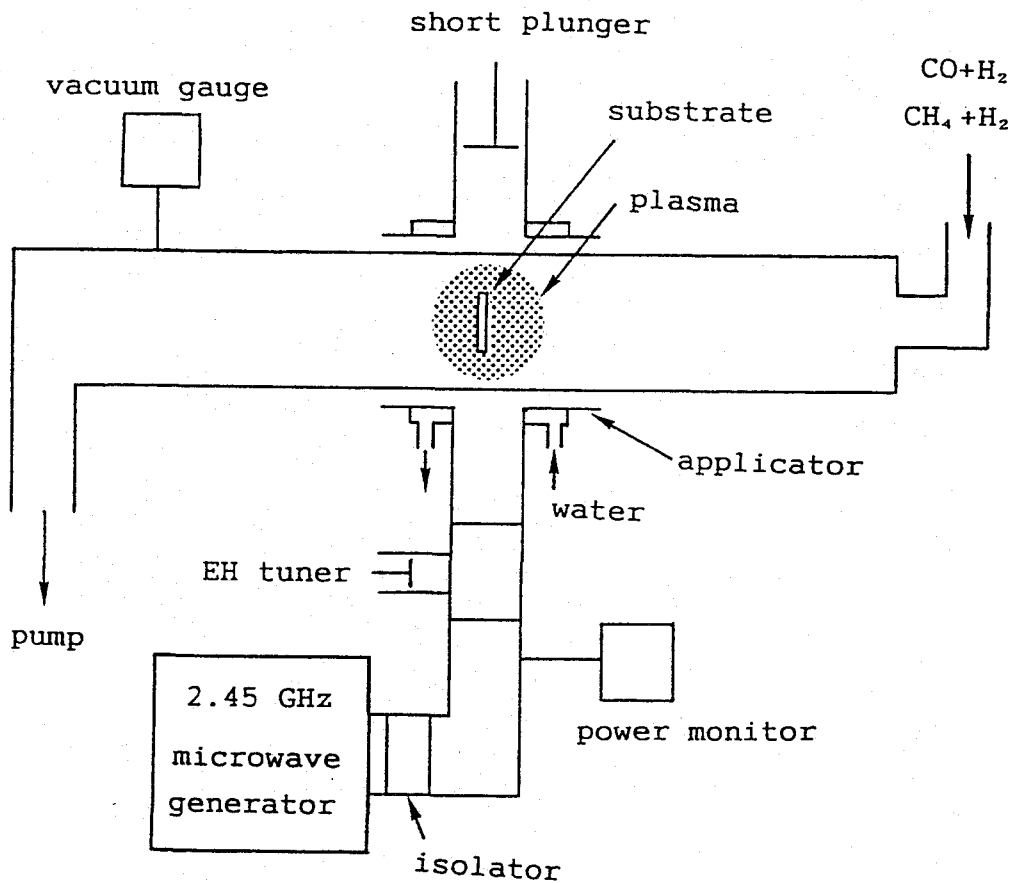 short plunger
vacuum gauge
CO+H₂
CH₄+H₂
substrate
plasma
applicator
water
EH tuner
pump
2.45 GHz
microwave
generator
power monitor
isolator